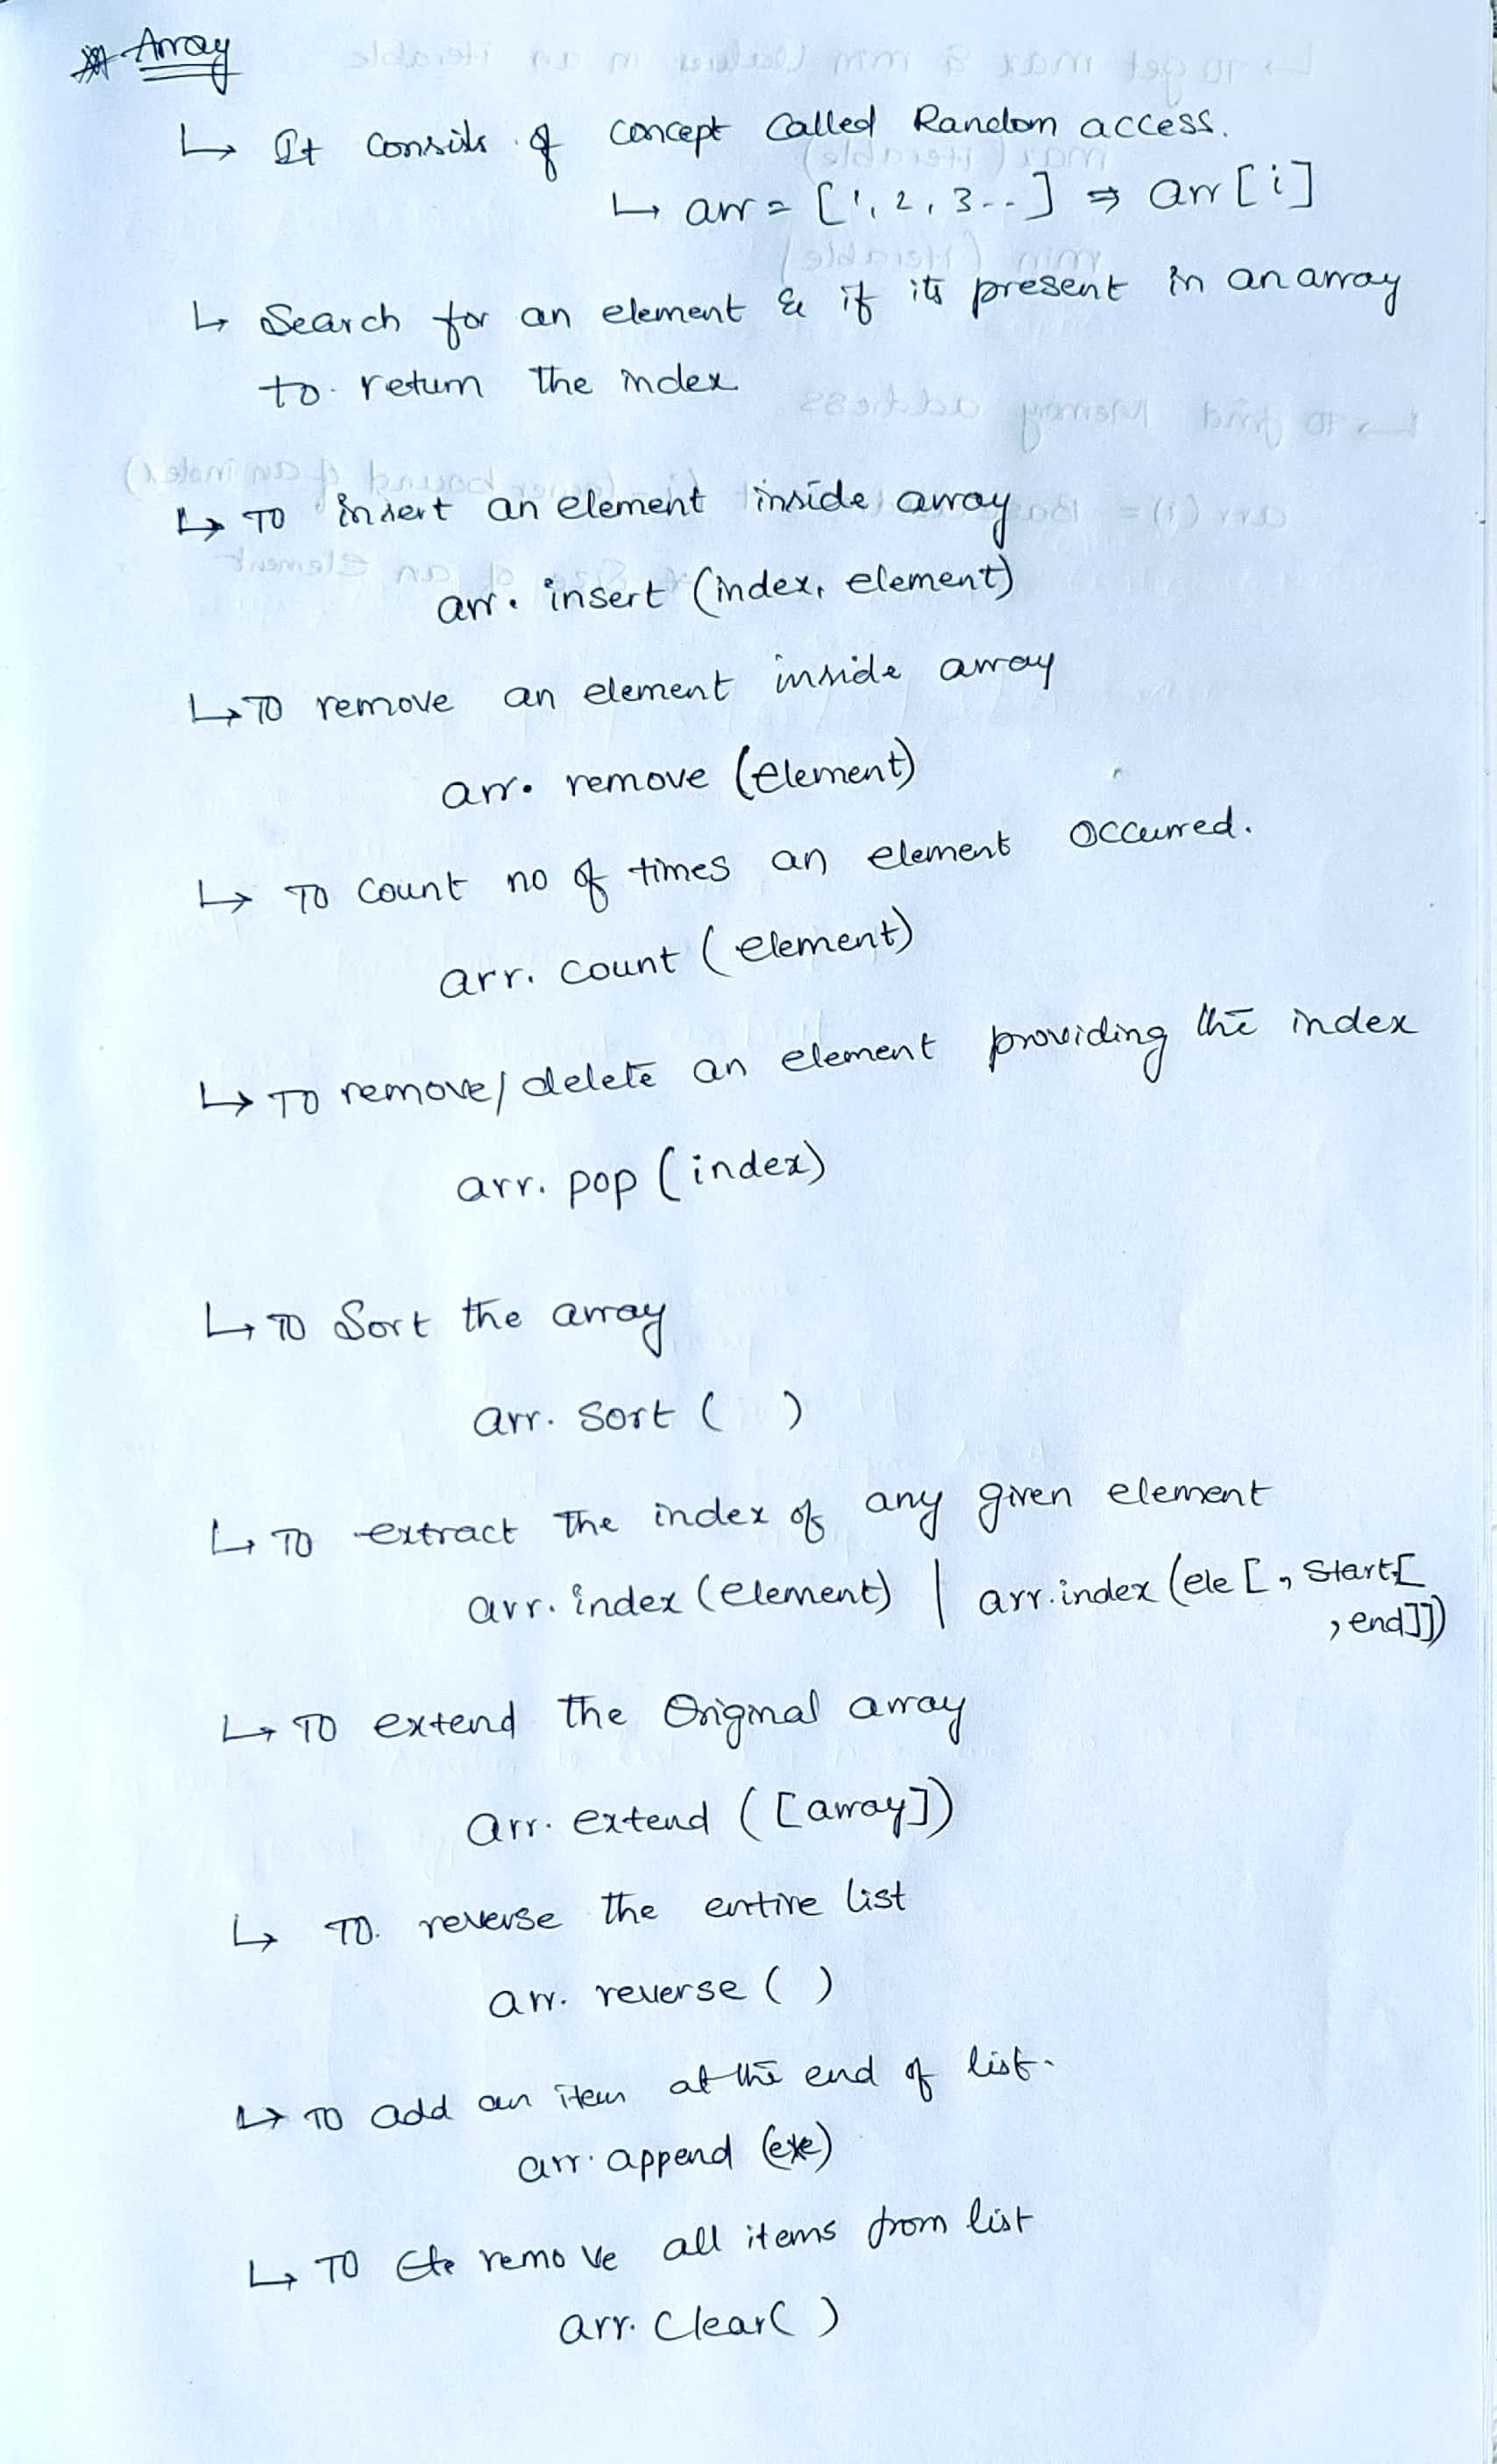 * Array
↳ It consists of concept called Random access.
↳ arr = [1, 2, 3--] ⇒ arr[i]
↳ Search for an element & if its present in an array
to return the index
↳ To insert an element inside array
arr. insert (index, element)
↳ To remove an element inside array
arr. remove (element)
↳ To count no of times an element occurred.
arr. count (element)
↳ To remove/delete an element providing the index
arr. pop (index)
↳ To Sort the array
arr. sort ( )
↳ To extract the index of any given element
arr. index (element) | arr.index (ele [, Start[
, end]])
↳ To extend the Original array
arr. extend ([array])
↳ To reverse the entire list
arr. reverse ( )
↳ To add an item at the end of list.
arr. append (ele)
↳ To remove all items from list
arr. Clear( )